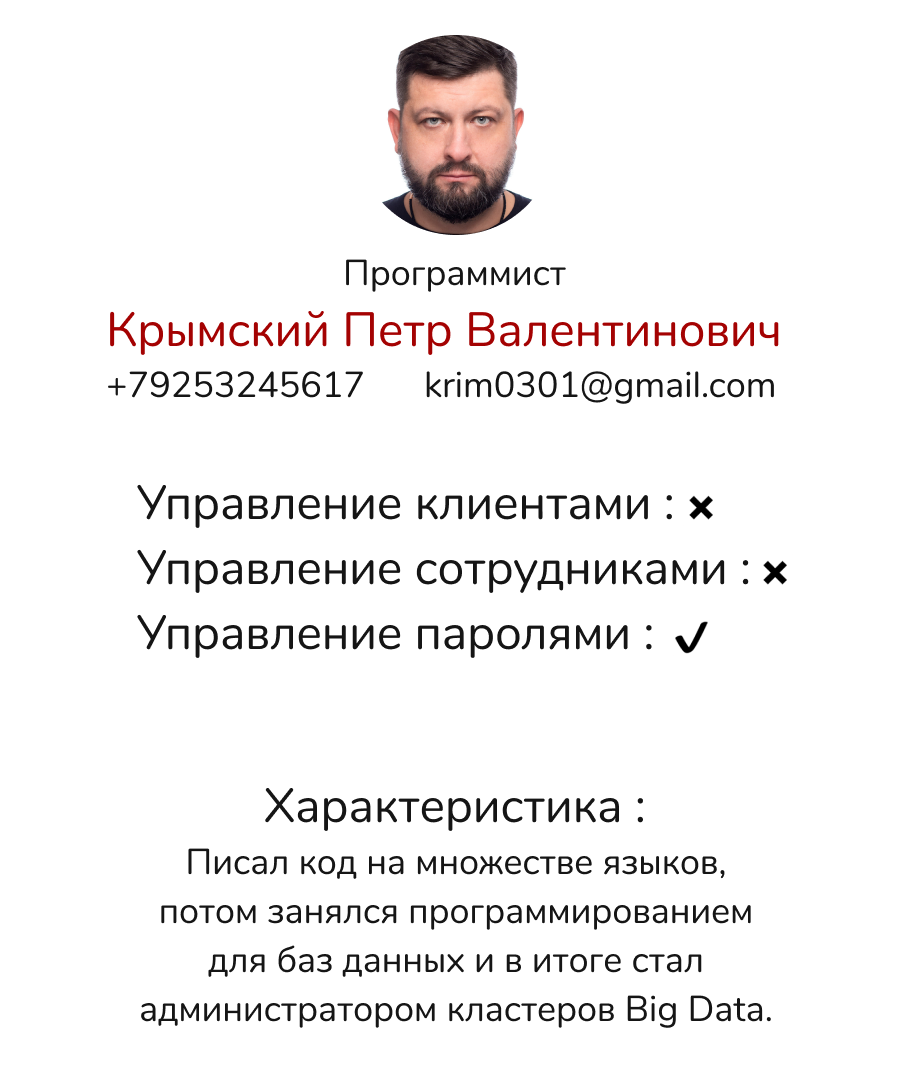 Программист
Крымский Петр Валентинович
+79253245617 krim0301@gmail.com
Управление клиентами : ✖
Управление сотрудниками : ✖
Управление паролями : ✔
Характеристика :
Писал код на множестве языков,
потом занялся программированием
для баз данных и в итоге стал
администратором кластеров Big Data.